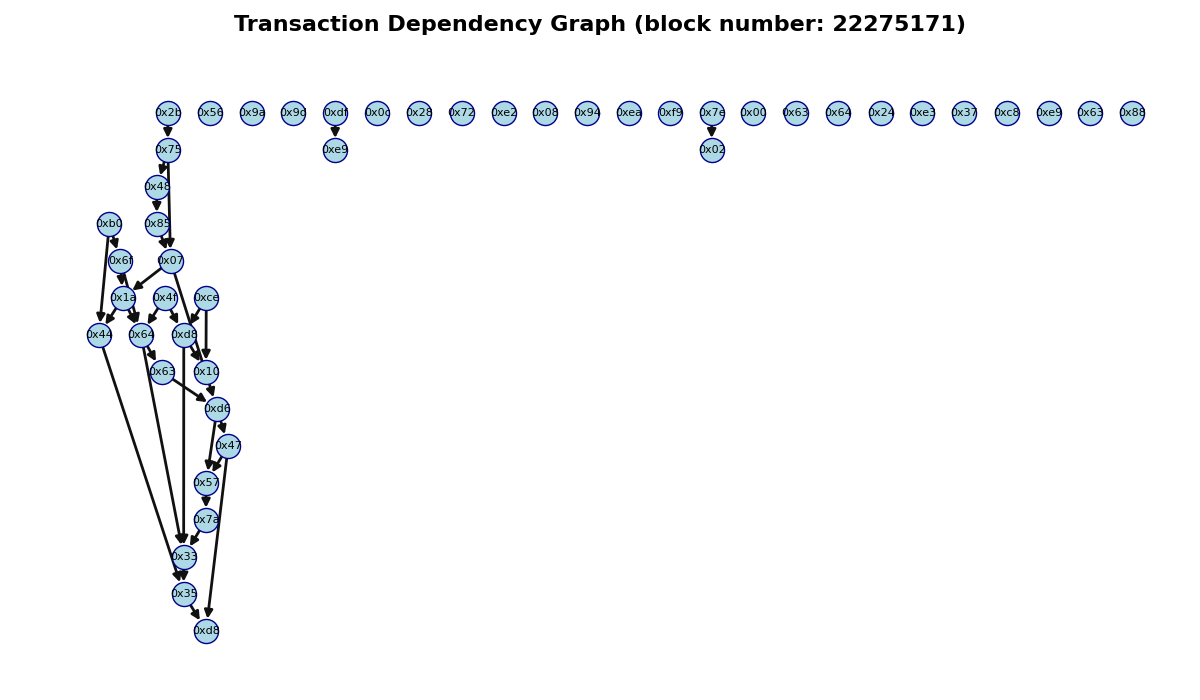 Transaction Dependency Graph (block number: 22275171)
0x2b 0x56 0x9a 0x9d 0xdf 0x0c 0x28 0x72 0xe2 0x08 0x94 0xea 0xf9 0x7e 0x00 0x63 0x64 0x24 0xe3 0x37 0xc8 0xe9 0x63 0x88
0x75 0xe9 0x02
0x48
0xb0 0x85
0x6f 0x07
0x1a 0x4f 0xce
0x44 0x64 0xd8
0x63 0x10
0xd6
0x47
0x57
0x7a
0x33
0x35
0xd8